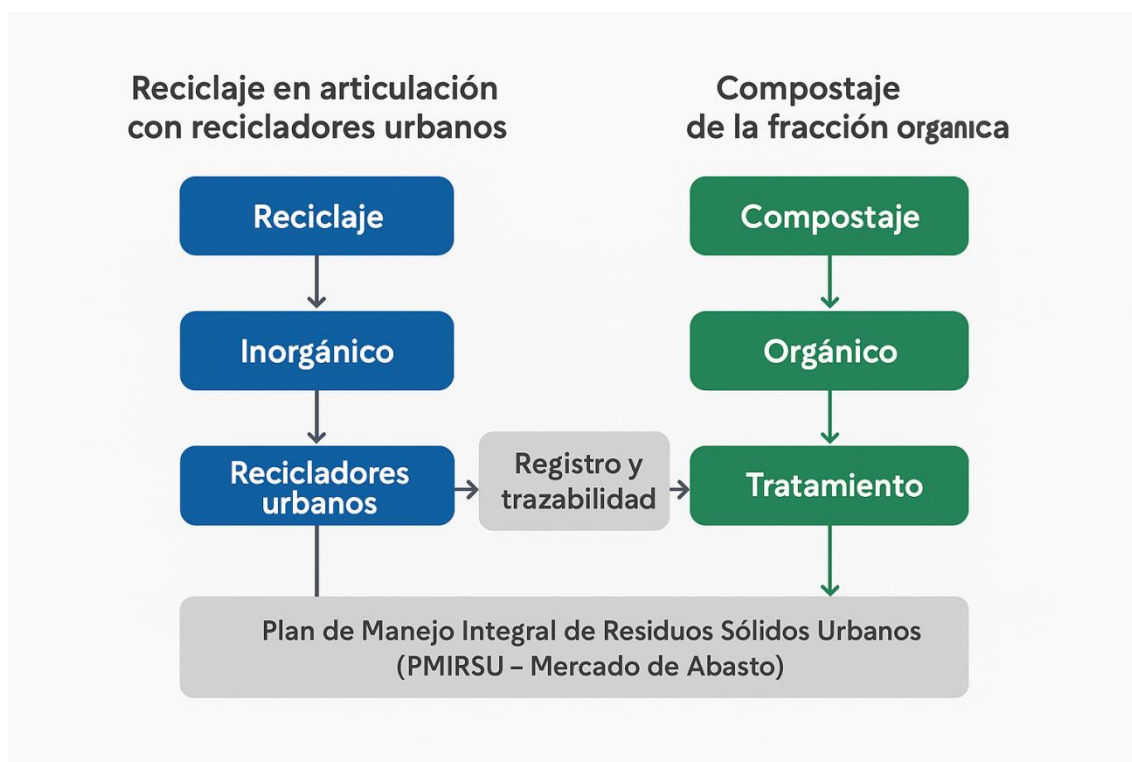 Reciclaje en articulación
con recicladores urbanos
Compostaje
de la fracción organıca
Reciclaje
Compostaje
Inorgánico
Orgánico
Recicladores
urbanos
Registro y
trazabilidad
Tratamiento
Plan de Manejo Integral de Residuos Sólidos Urbanos
(PMIRSU – Mercado de Abasto)